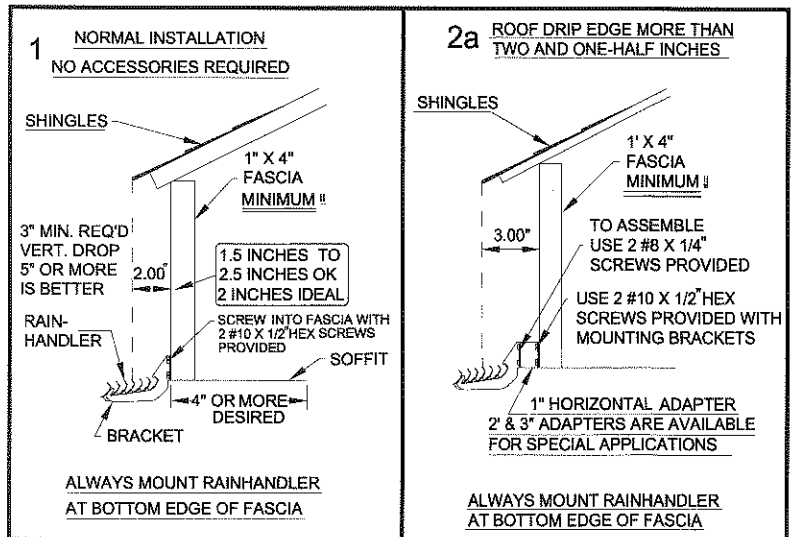 1
NORMAL INSTALLATION
NO ACCESSORIES REQUIRED
SHINGLES
1" X 4"
FASCIA
MINIMUM !!
3" MIN. REQ'D
VERT. DROP
5" OR MORE
IS BETTER
2.00"
1.5 INCHES TO
2.5 INCHES OK
2 INCHES IDEAL
RAIN-
HANDLER
SCREW INTO FASCIA WITH
2 #10 X 1/2" HEX SCREWS
PROVIDED
SOFFIT
4" OR MORE
DESIRED
BRACKET
ALWAYS MOUNT RAINHANDLER
AT BOTTOM EDGE OF FASCIA
2a
ROOF DRIP EDGE MORE THAN
TWO AND ONE-HALF INCHES
SHINGLES
1' X 4"
FASCIA
MINIMUM !!
3.00"
TO ASSEMBLE
USE 2 #8 X 1/4"
SCREWS PROVIDED
USE 2 #10 X 1/2" HEX
SCREWS PROVIDED WITH
MOUNTING BRACKETS
1" HORIZONTAL ADAPTER
2' & 3" ADAPTERS ARE AVAILABLE
FOR SPECIAL APPLICATIONS
ALWAYS MOUNT RAINHANDLER
AT BOTTOM EDGE OF FASCIA